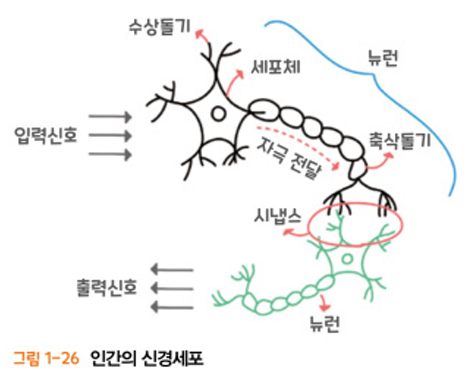 수상돌기
세포체
뉴런
입력신호
자극 전달
축삭돌기
시냅스
출력신호
뉴런
그림 1-26 인간의 신경세포